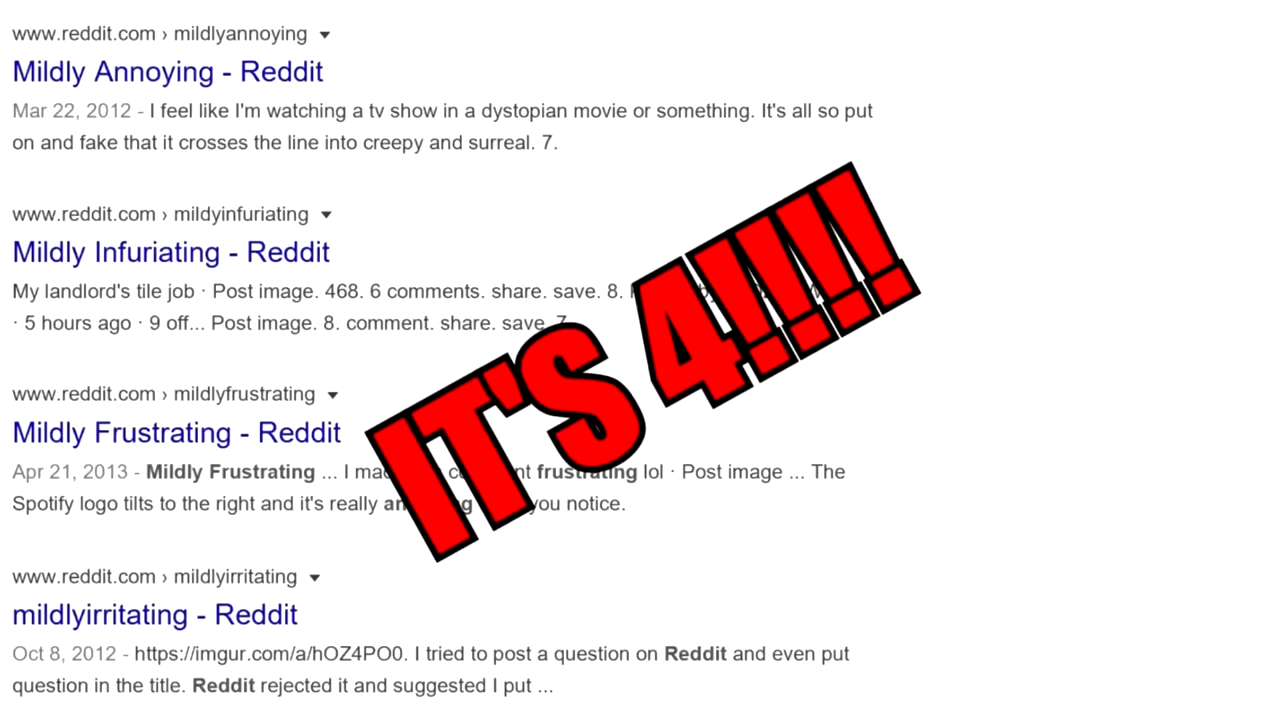 www.reddit.com › mildlyannoying
Mildly Annoying - Reddit
Mar 22, 2012 - I feel like I'm watching a tv show in a dystopian movie or something. It's all so put
on and fake that it crosses the line into creepy and surreal. 7.
www.reddit.com › mildyinfuriating
Mildly Infuriating - Reddit
My landlord's tile job · Post image. 468. 6 comments. share. save. 8.
· 5 hours ago · 9 off... Post image. 8. comment. share. save. 7
IT'S 4!!!!
www.reddit.com › mildlyfrustrating
Mildly Frustrating - Reddit
Apr 21, 2013 - Mildly Frustrating ... I frustrating lol · Post image ... The
Spotify logo tilts to the right and it's really you notice.
www.reddit.com › mildlyirritating
mildlyirritating - Reddit
Oct 8, 2012 - https://imgur.com/a/hOZ4PO0. I tried to post a question on Reddit and even put
question in the title. Reddit rejected it and suggested I put ...